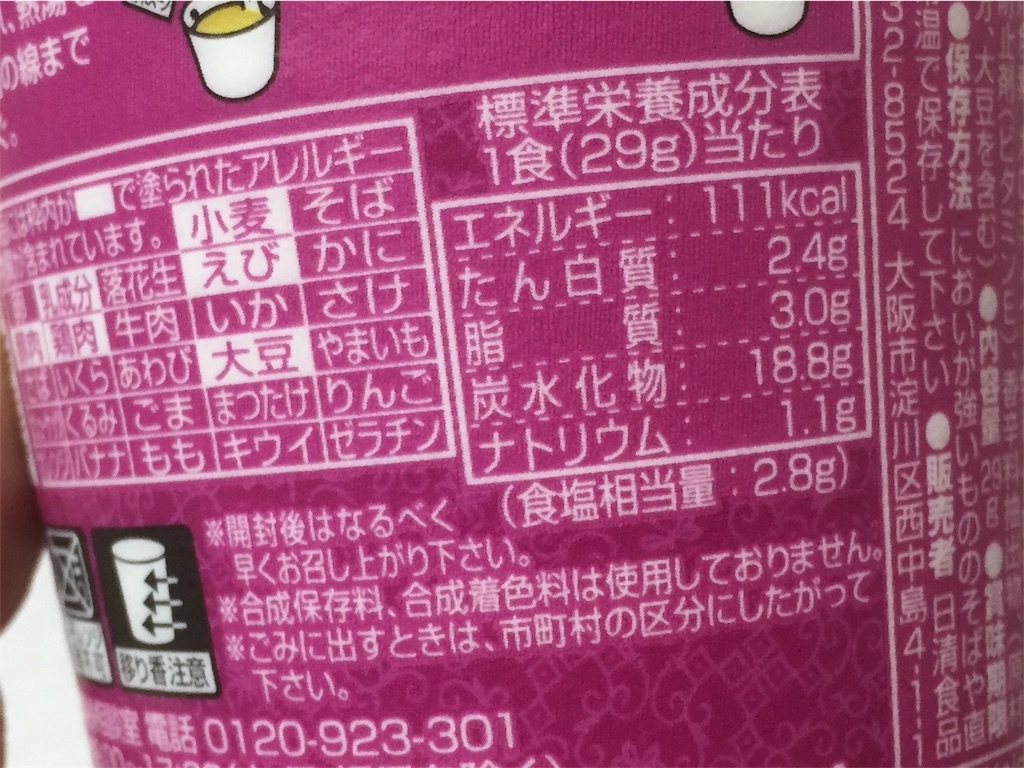 の線まで
で塗られたアレルギー
含まれています。
小麦 そば
乳成分 落花生 えび かに
鶏肉 牛肉 いか さけ
いくら あわび 大豆 やまいも
くるみ ごま まつたけ りんご
バナナ もも キウイ ゼラチン
標準栄養成分表
1食(29g)当たり
エネルギー : 111kcal
たん白質 : 2.4g
脂質 : 3.0g
炭水化物 : 18.8g
ナトリウム : 1.1g
(食塩相当量 : 2.8g)
※開封後はなるべく
早くお召し上がり下さい。
※合成保存料、合成着色料は使用しておりません。
※ごみに出すときは、市町村の区分にしたがって
下さい。
移り香注意
電話 0120-923-301
大豆を含む) ●内容量 29g ●賞味期限
●保存方法 においが強いもののそばや直
温で保存して下さい ●販売者 日清食品
32-8524 大阪市淀川区西中島4-1-1